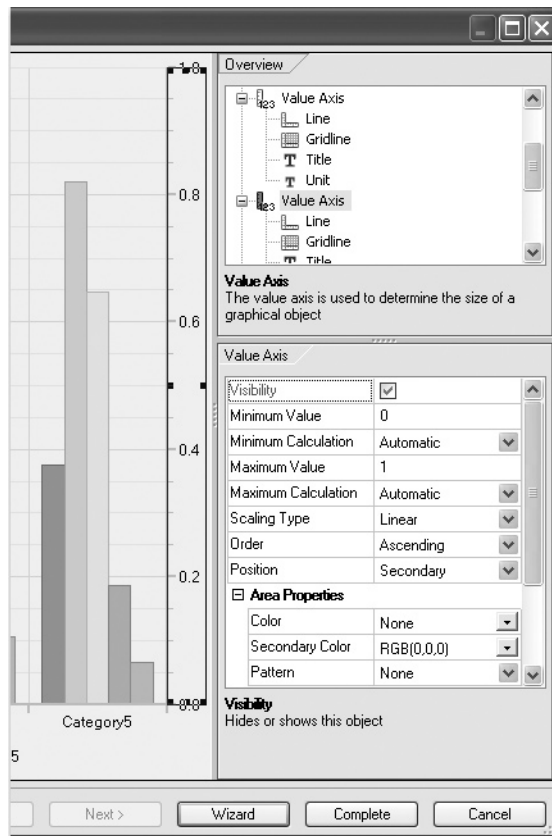 Overview
Value Axis
Line
Gridline
Title
Unit
Value Axis
Line
Gridline
Title
Value Axis
The value axis is used to determine the size of a
graphical object
Value Axis
Visibility
Minimum Value 0
Minimum Calculation Automatic
Maximum Value 1
Maximum Calculation Automatic
Scaling Type Linear
Order Ascending
Position Secondary
Area Properties
Color None
Secondary Color RGB(0,0,0)
Pattern None
Visibility
Hides or shows this object
0.8
0.6
0.4
0.2
Category5
5
Next >
Wizard
Complete
Cancel